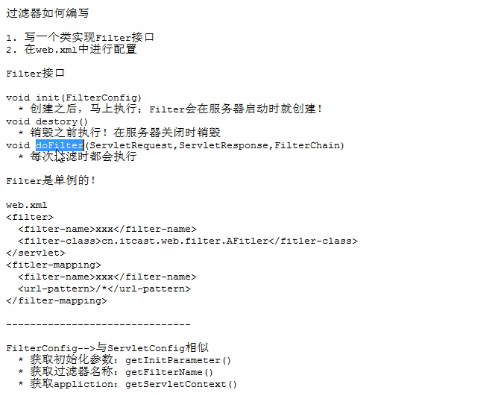 过滤器如何编写
1. 写一个类实现Filter接口
2. 在web.xml中进行配置
Filter接口
void init(FilterConfig)
* 创建之后，马上执行；Filter会在服务器启动时就创建！
void destory()
* 销毁之前执行！在服务器关闭时销毁
void doFilter(ServletRequest,ServletResponse,FilterChain)
* 每次过滤时都会执行
Filter是单例的！
web.xml
<filter>
<filter-name>xxx</filter-name>
<filter-class>cn.itcast.web.filter.AFitler</fitler-class>
</servlet>
<fitler-mapping>
<filter-name>xxx</filter-name>
<url-pattern>/*</url-pattern>
</filter-mapping>
-------------------------------
FilterConfig-->与ServletConfig相似
* 获取初始化参数：getInitParameter()
* 获取过滤器名称：getFilterName()
* 获取appliction：getServletContext()